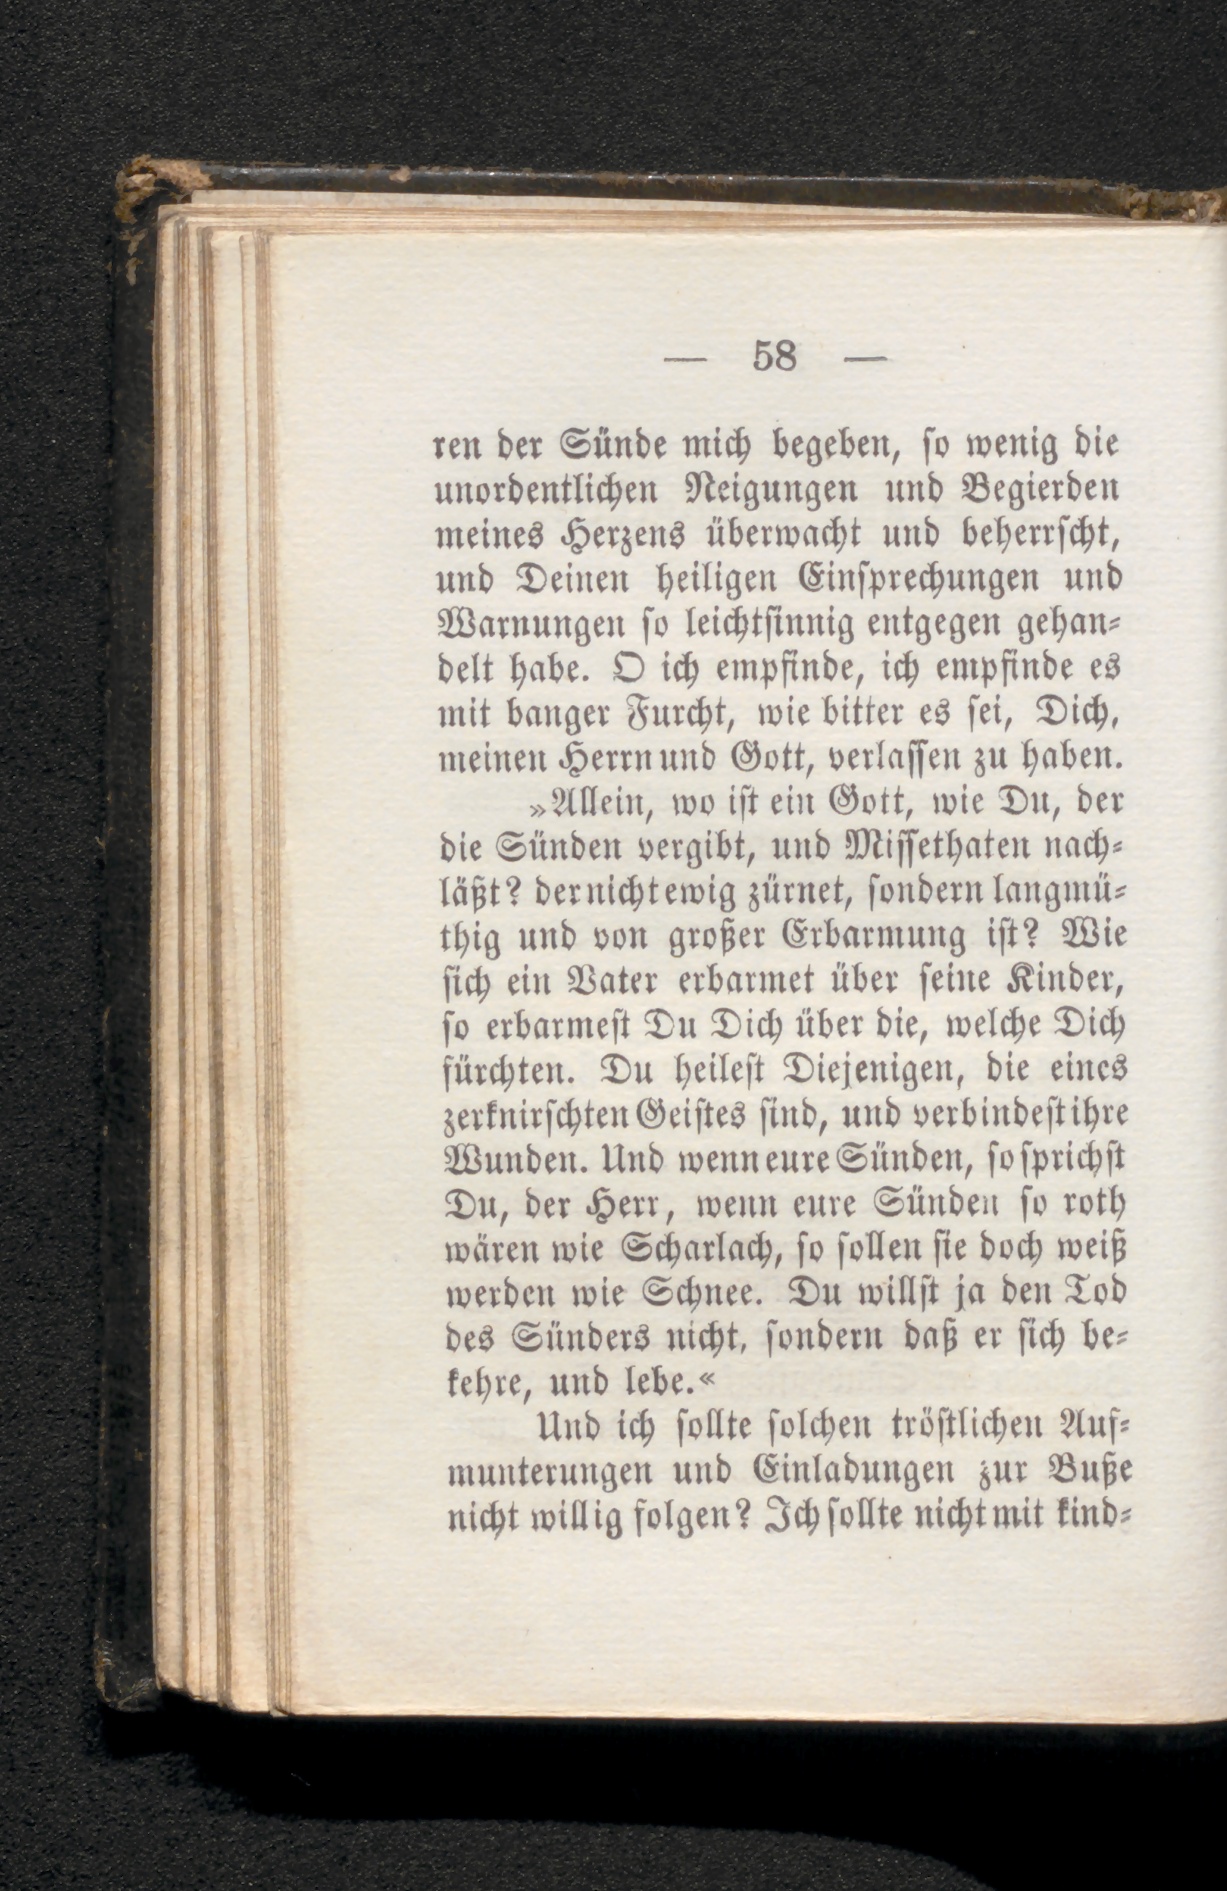 — 58 —
ren der Sünde mich begeben, so wenig die
unordentlichen Neigungen und Begierden
meines Herzens überwacht und beherrscht,
und Deinen heiligen Einsprechungen und
Warnungen so leichtsinnig entgegen gehan-
delt habe. O ich empfinde, ich empfinde es
mit banger Furcht, wie bitter es sei, Dich,
meinen Herrn und Gott, verlassen zu haben.
»Allein, wo ist ein Gott, wie Du, der
die Sünden vergibt, und Missethaten nach-
läßt? der nicht ewig zürnet, sondern langmü-
thig und von großer Erbarmung ist? Wie
sich ein Vater erbarmet über seine Kinder,
so erbarmest Du Dich über die, welche Dich
fürchten. Du heilest Diejenigen, die eines
zerknirschten Geistes sind, und verbindest ihre
Wunden. Und wenn eure Sünden, so sprichst
Du, der Herr, wenn eure Sünden so roth
wären wie Scharlach, so sollen sie doch weiß
werden wie Schnee. Du willst ja den Tod
des Sünders nicht, sondern daß er sich be-
kehre, und lebe.«
Und ich sollte solchen tröstlichen Auf-
munterungen und Einladungen zur Buße
nicht willig folgen? Ich sollte nicht mit kind-